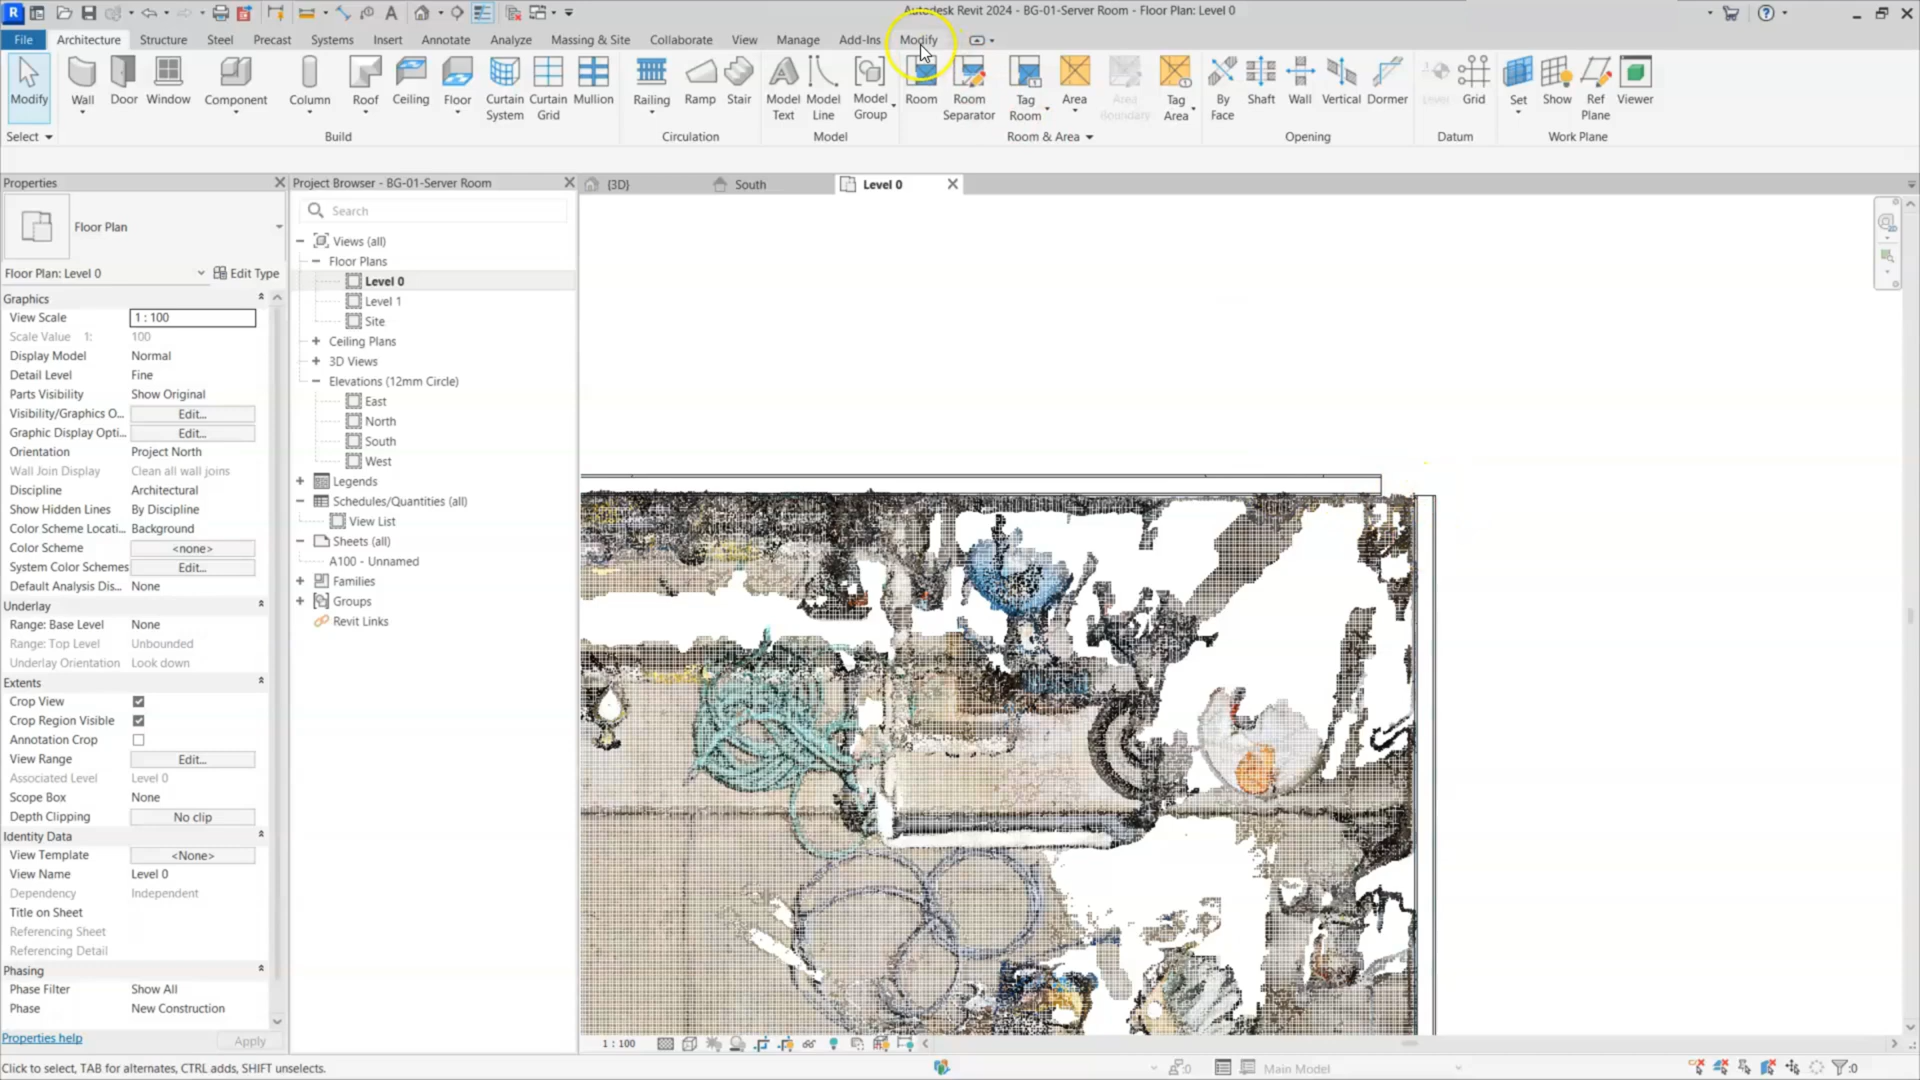 Autodesk Revit 2024 - BG-01-Server Room - Floor Plan: Level 0
File Architecture Structure Steel Precast Systems Insert Annotate Analyze Massing & Site Collaborate View Manage Add-Ins Modify
Modify Wall Door Window Component Column Roof Ceiling Floor Curtain System Curtain Grid Mullion Railing Ramp Stair Model Text Model Line Model Group Room Room Separator Tag Room Area Area Boundary Tag Area By Face Shaft Wall Vertical Dormer Level Grid Set Show Ref Plane Viewer
Select Build Circulation Model Room & Area Opening Datum Work Plane
Properties
Floor Plan
Floor Plan: Level 0 Edit Type
Graphics
View Scale 1 : 100
Scale Value 1: 100
Display Model Normal
Detail Level Fine
Parts Visibility Show Original
Visibility/Graphics O... Edit...
Graphic Display Opti... Edit...
Orientation Project North
Wall Join Display Clean all wall joins
Discipline Architectural
Show Hidden Lines By Discipline
Color Scheme Locati... Background
Color Scheme <none>
System Color Schemes Edit...
Default Analysis Dis... None
Underlay
Range: Base Level None
Range: Top Level Unbounded
Underlay Orientation Look down
Extents
Crop View
Crop Region Visible
Annotation Crop
View Range Edit...
Associated Level Level 0
Scope Box None
Depth Clipping No clip
Identity Data
View Template <None>
View Name Level 0
Dependency Independent
Title on Sheet
Referencing Sheet
Referencing Detail
Phasing
Phase Filter Show All
Phase New Construction
Properties help Apply
Project Browser - BG-01-Server Room
Search
Views (all)
Floor Plans
Level 0
Level 1
Site
Ceiling Plans
3D Views
Elevations (12mm Circle)
East
North
South
West
Legends
Schedules/Quantities (all)
View List
Sheets (all)
A100 - Unnamed
Families
Groups
Revit Links
{3D} South Level 0
1 : 100
Click to select, TAB for alternates, CTRL adds, SHIFT unselects. :0 Main Model :0